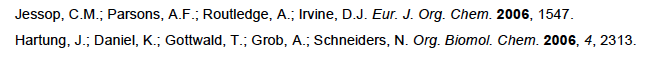 Jessop, C.M.; Parsons, A.F.; Routledge, A.; Irvine, D.J. Eur. J. Org. Chem. 2006, 1547.
Hartung, J.; Daniel, K.; Gottwald, T.; Grob, A.; Schneiders, N. Org. Biomol. Chem. 2006, 4, 2313.